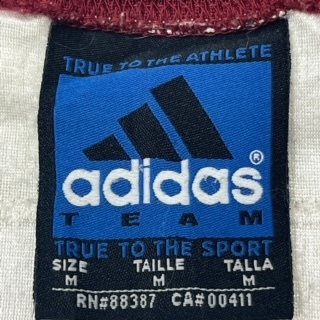 TRUE TO THE ATHLETE
adidas®
TEAM
TRUE TO THE SPORT
SIZE TAILLE TALLA
M M M
RN#88387 CA#00411